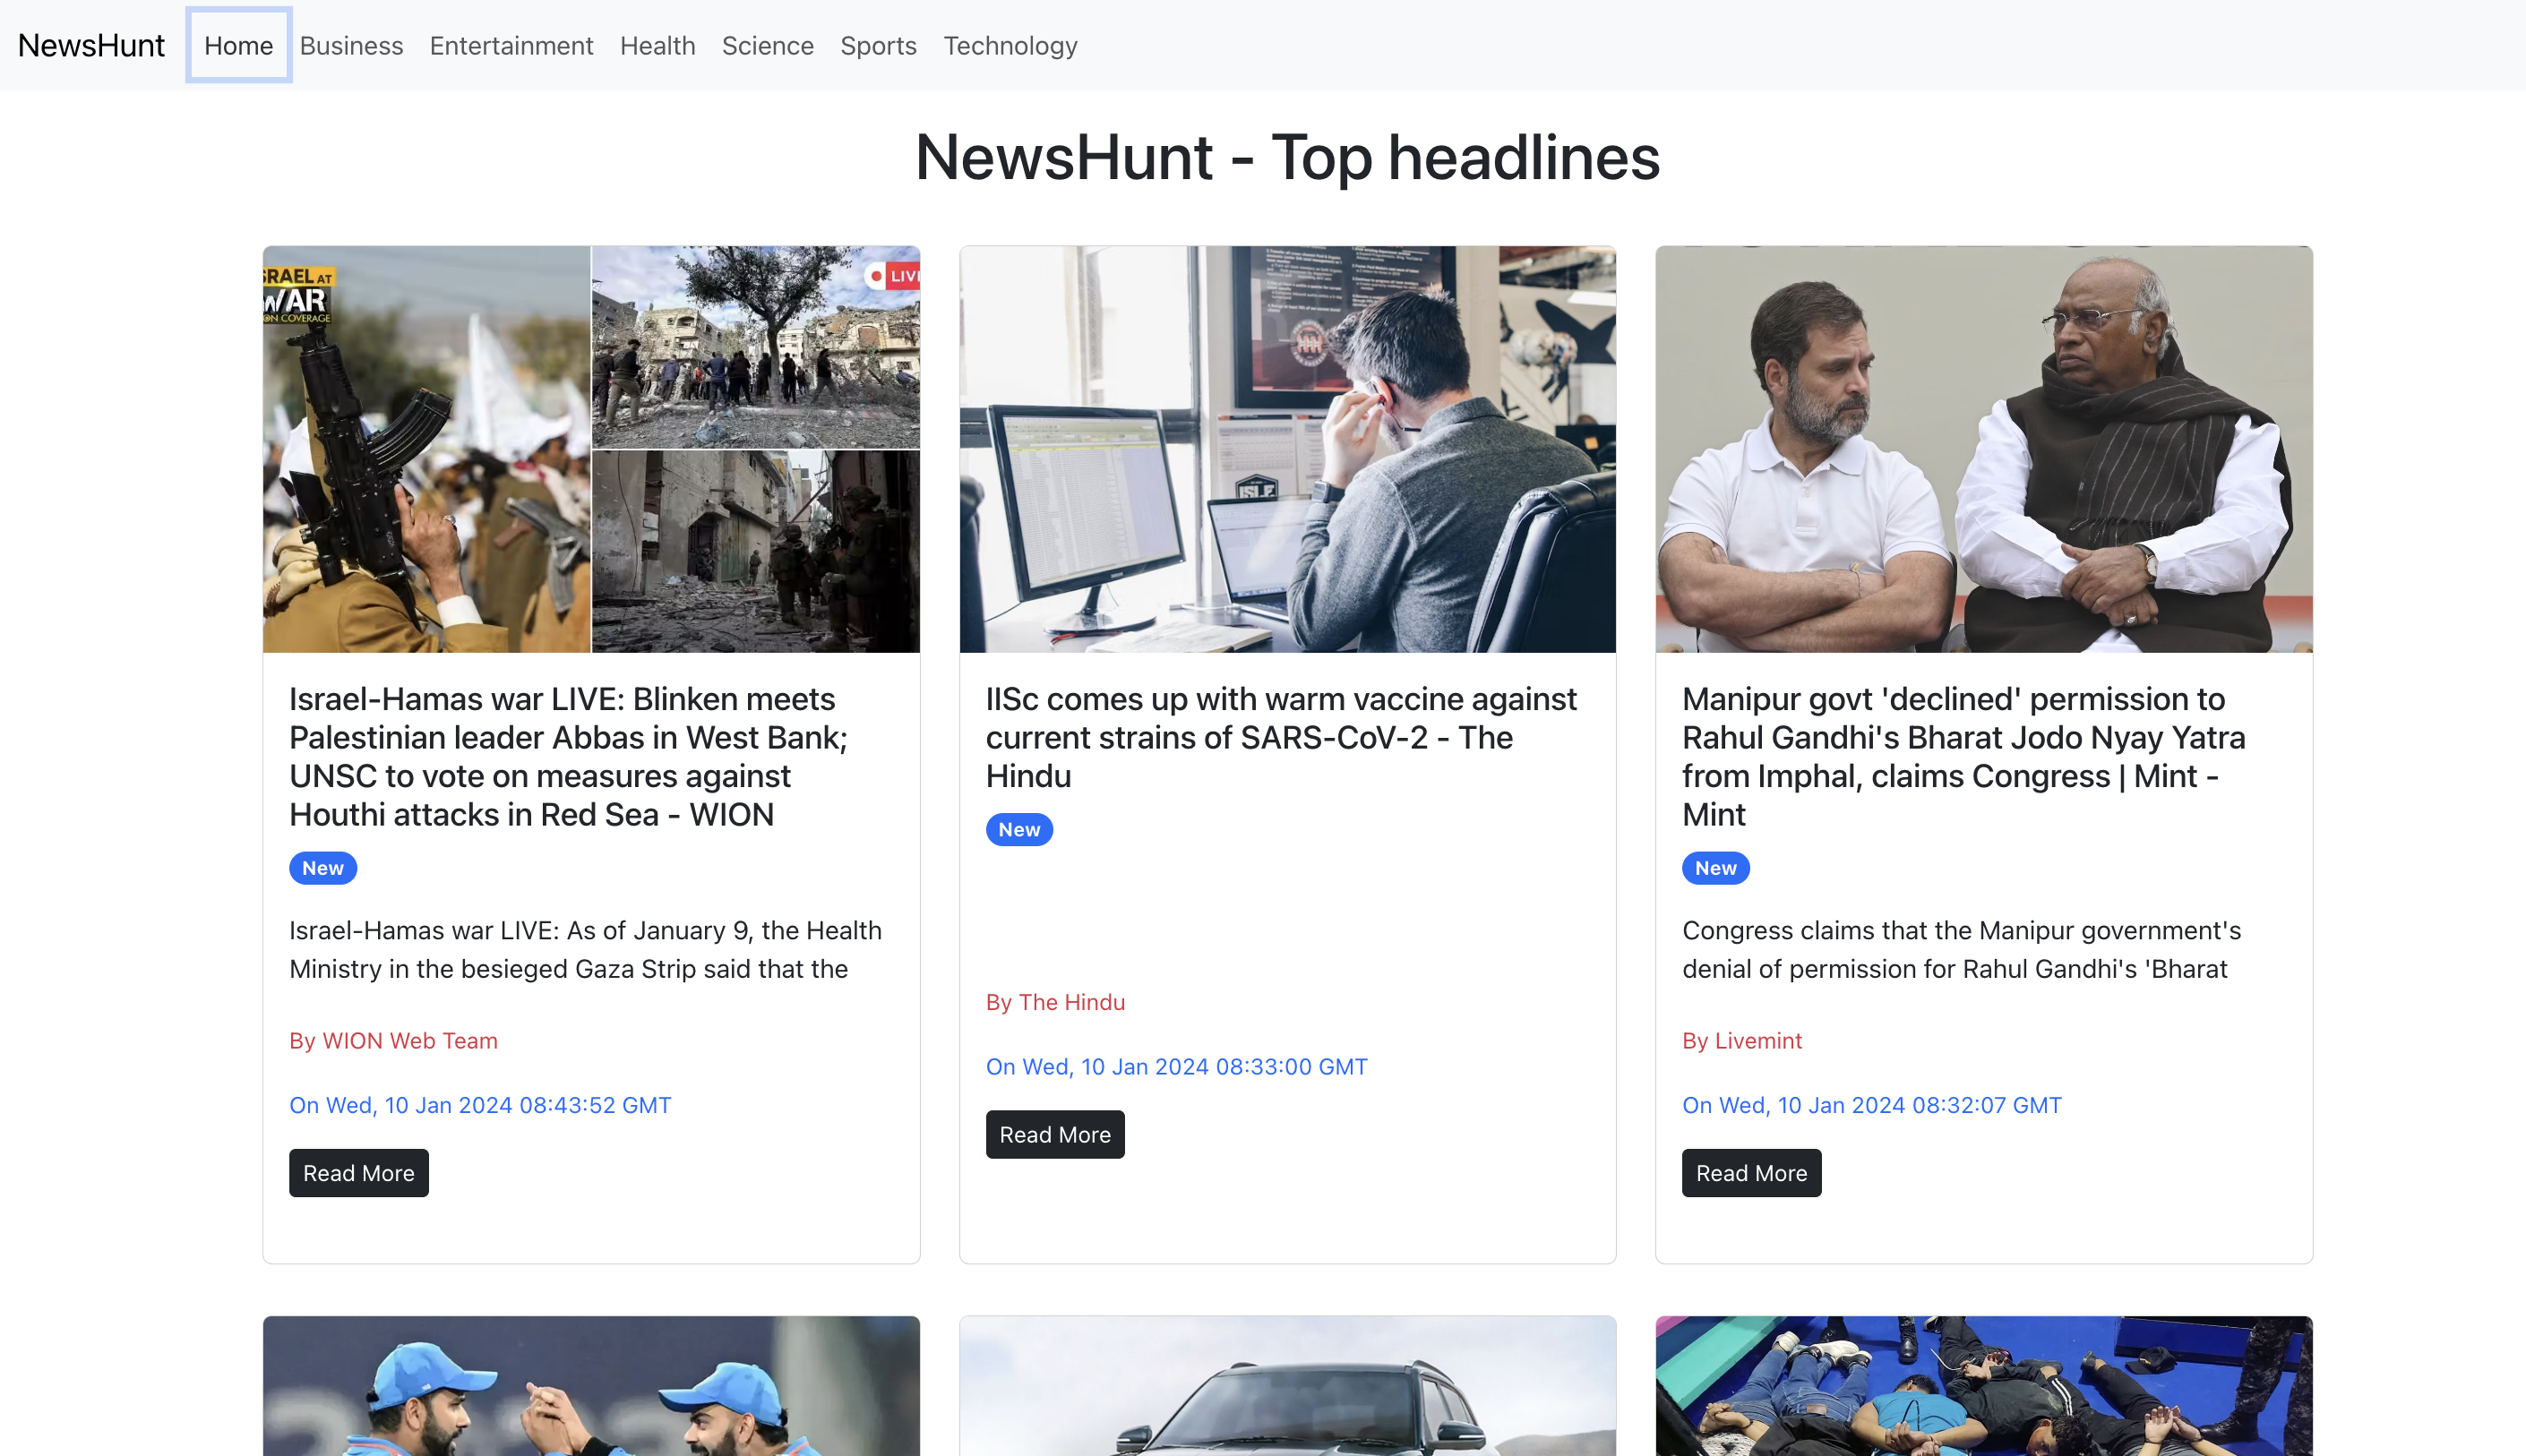 NewsHunt Home Business Entertainment Health Science Sports Technology
NewsHunt - Top headlines
SRAEL AT
WAR
ON COVERAGE
LIV
Israel-Hamas war LIVE: Blinken meets
Palestinian leader Abbas in West Bank;
UNSC to vote on measures against
Houthi attacks in Red Sea - WION
New
Israel-Hamas war LIVE: As of January 9, the Health
Ministry in the besieged Gaza Strip said that the
By WION Web Team
On Wed, 10 Jan 2024 08:43:52 GMT
Read More
ISLE
IISc comes up with warm vaccine against
current strains of SARS-CoV-2 - The
Hindu
New
By The Hindu
On Wed, 10 Jan 2024 08:33:00 GMT
Read More
Manipur govt 'declined' permission to
Rahul Gandhi's Bharat Jodo Nyay Yatra
from Imphal, claims Congress | Mint -
Mint
New
Congress claims that the Manipur government's
denial of permission for Rahul Gandhi's 'Bharat
By Livemint
On Wed, 10 Jan 2024 08:32:07 GMT
Read More